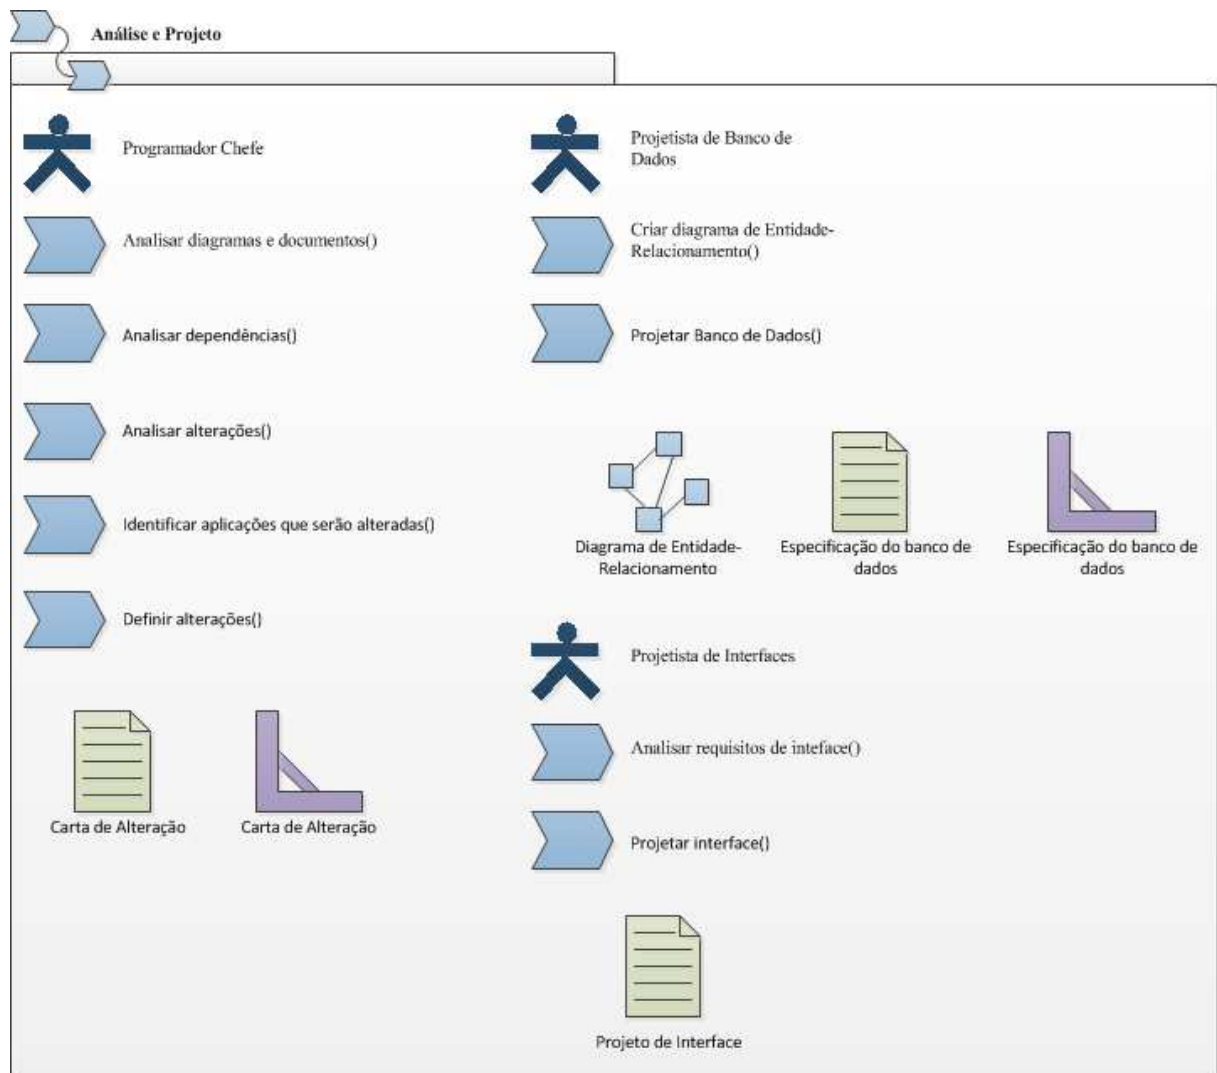 Análise e Projeto
Programador Chefe
Analisar diagramas e documentos()
Analisar dependências()
Analisar alterações()
Identificar aplicações que serão alteradas()
Definir alterações()
Carta de Alteração
Carta de Alteração
Projetista de Banco de
Dados
Criar diagrama de Entidade-
Relacionamento()
Projetar Banco de Dados()
Diagrama de Entidade-
Relacionamento
Especificação do banco de
dados
Especificação do banco de
dados
Projetista de Interfaces
Analisar requisitos de inteface()
Projetar interface()
Projeto de Interface